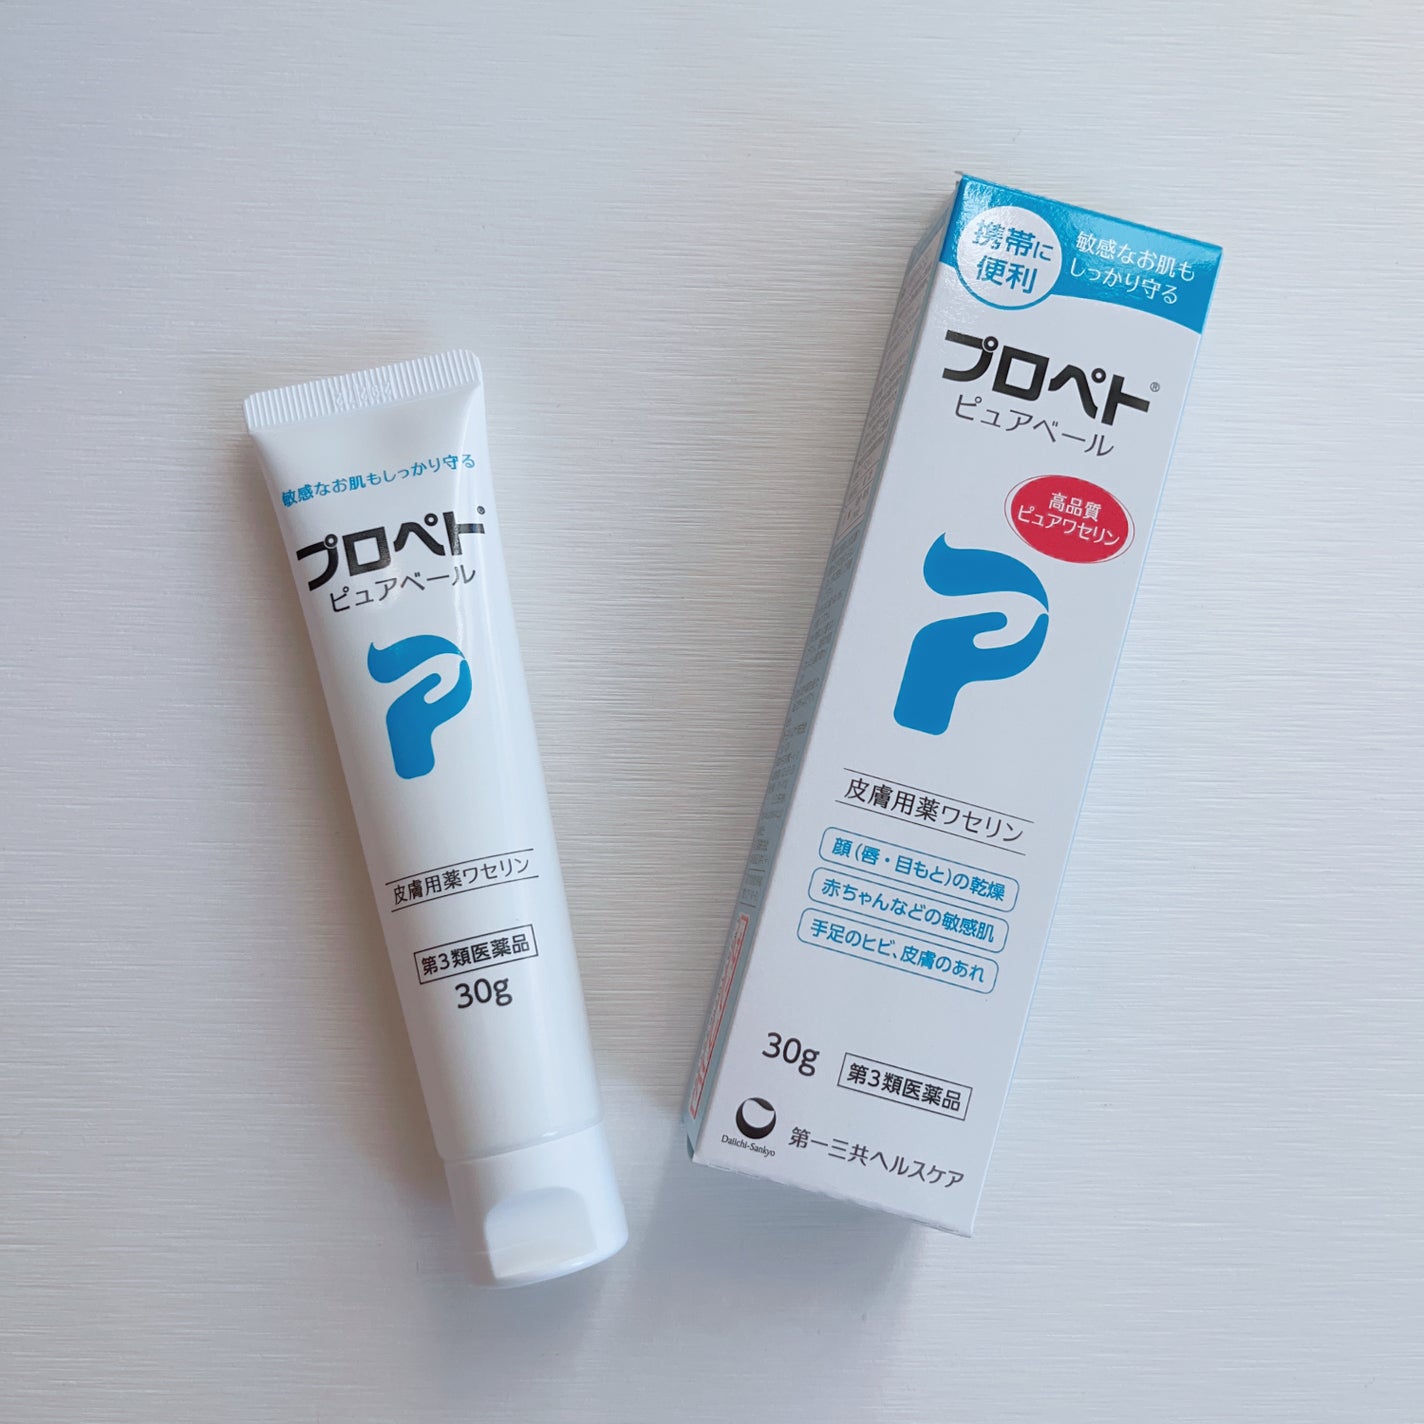 敏感なお肌もしっかり守る
プロペト®
ピュアベール
皮膚用薬ワセリン
第3類医薬品
30g
携帯に
便利
敏感なお肌も
しっかり守る
プロペト®
ピュアベール
高品質
ピュアワセリン
皮膚用薬ワセリン
顔(唇・目もと)の乾燥
赤ちゃんなどの敏感肌
手足のヒビ、皮膚のあれ
30g
第3類医薬品
Daiichi-Sankyo
第一三共ヘルスケア